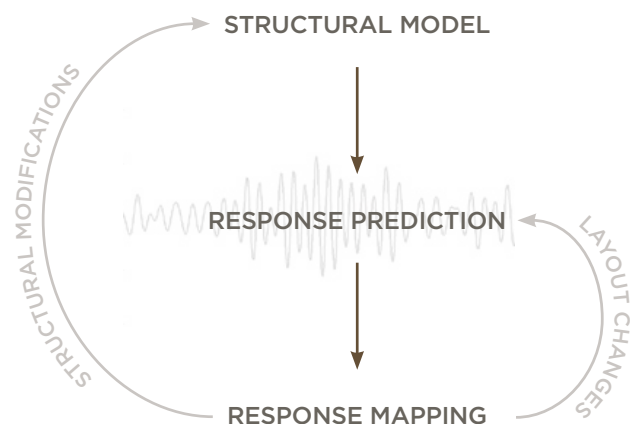 STRUCTURAL MODEL
STRUCTURAL MODIFICATIONS
RESPONSE PREDICTION
LAYOUT CHANGES
RESPONSE MAPPING